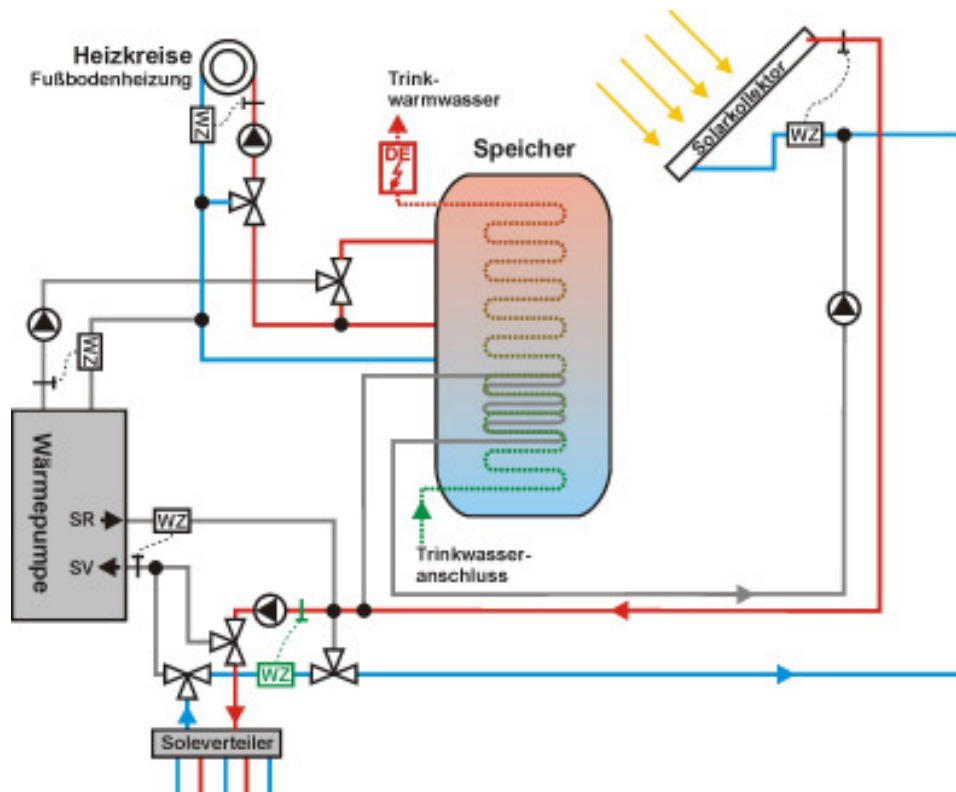 Heizkreise
Fußbodenheizung
Trink-
warmwasser
Solarkollektor
WZ
WZ
DE
Speicher
WZ
Wärmepumpe
SR
WZ
SV
Trinkwasser-
anschluss
WZ
Soleverteiler